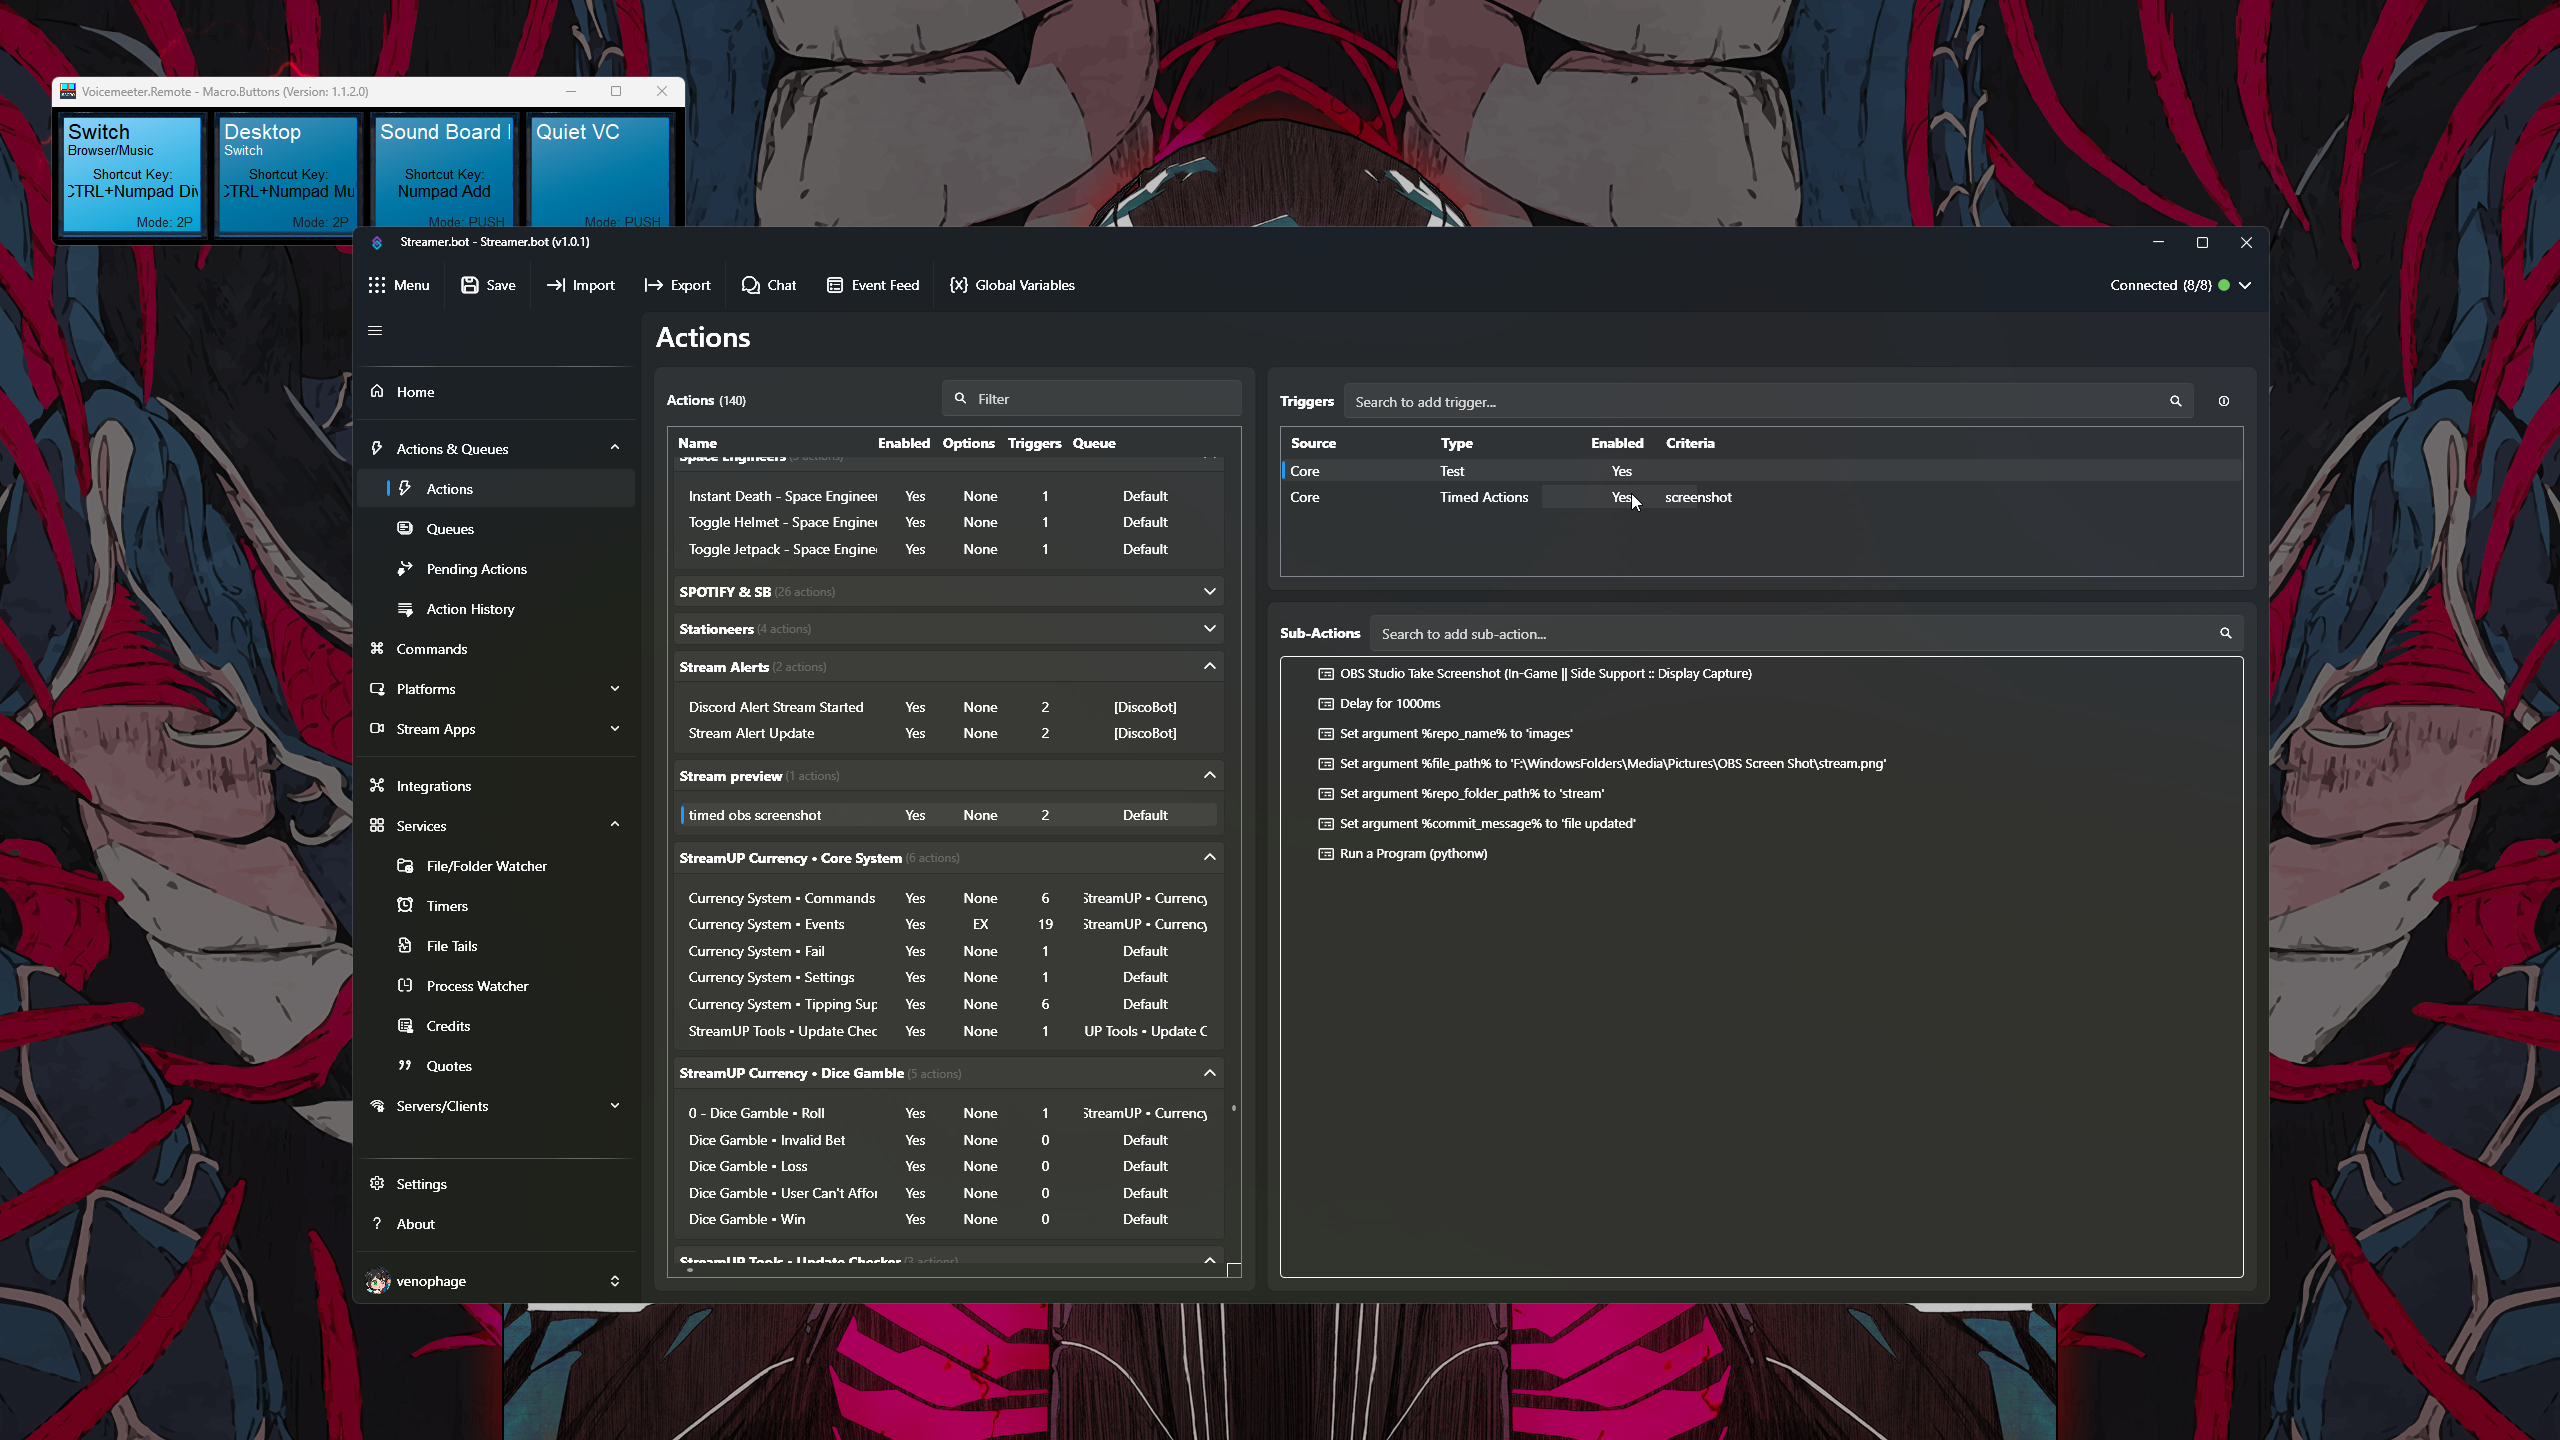 Voicemeeter.Remote - Macro.Buttons (Version: 1.1.2.0)
Switch
Browser/Music
Shortcut Key:
CTRL+Numpad Div
Mode: 2P
Desktop
Switch
Shortcut Key:
CTRL+Numpad Mu
Mode: 2P
Sound Board
Shortcut Key:
Numpad Add
Mode: PUSH
Quiet VC
Mode: PUSH
Streamer.bot - Streamer.bot (v1.0.1)
Menu
Save
Import
Export
Chat
Event Feed
{x} Global Variables
Connected (8/8)
Home
Actions & Queues
Actions
Queues
Pending Actions
Action History
Commands
Platforms
Stream Apps
Integrations
Services
File/Folder Watcher
Timers
File Tails
Process Watcher
Credits
Quotes
Servers/Clients
Settings
? About
venophage
Actions
Actions (140)
Filter
Name Enabled Options Triggers Queue
Space Engineers (3 actions)
Instant Death - Space Engineer Yes None 1 Default
Toggle Helmet - Space Engine Yes None 1 Default
Toggle Jetpack - Space Engine Yes None 1 Default
SPOTIFY & SB (26 actions)
Stationeers (4 actions)
Stream Alerts (2 actions)
Discord Alert Stream Started Yes None 2 [DiscoBot]
Stream Alert Update Yes None 2 [DiscoBot]
Stream preview (1 actions)
timed obs screenshot Yes None 2 Default
StreamUP Currency • Core System (6 actions)
Currency System • Commands Yes None 6 StreamUP • Currency
Currency System • Events Yes EX 19 StreamUP • Currency
Currency System • Fail Yes None 1 Default
Currency System • Settings Yes None 1 Default
Currency System • Tipping Sup Yes None 6 Default
StreamUP Tools • Update Chec Yes None 1 UP Tools • Update C
StreamUP Currency • Dice Gamble (5 actions)
0 - Dice Gamble • Roll Yes None 1 StreamUP • Currency
Dice Gamble • Invalid Bet Yes None 0 Default
Dice Gamble • Loss Yes None 0 Default
Dice Gamble • User Can't Affor Yes None 0 Default
Dice Gamble • Win Yes None 0 Default
StreamUP Tools • Update Checker (3 actions)
Triggers
Search to add trigger...
Source Type Enabled Criteria
Core Test Yes
Core Timed Actions Yes screenshot
Sub-Actions
Search to add sub-action...
OBS Studio Take Screenshot (In-Game || Side Support :: Display Capture)
Delay for 1000ms
Set argument %repo_name% to 'images'
Set argument %file_path% to 'F:\WindowsFolders\Media\Pictures\OBS Screen Shot\stream.png'
Set argument %repo_folder_path% to 'stream'
Set argument %commit_message% to 'file updated'
Run a Program (pythonw)